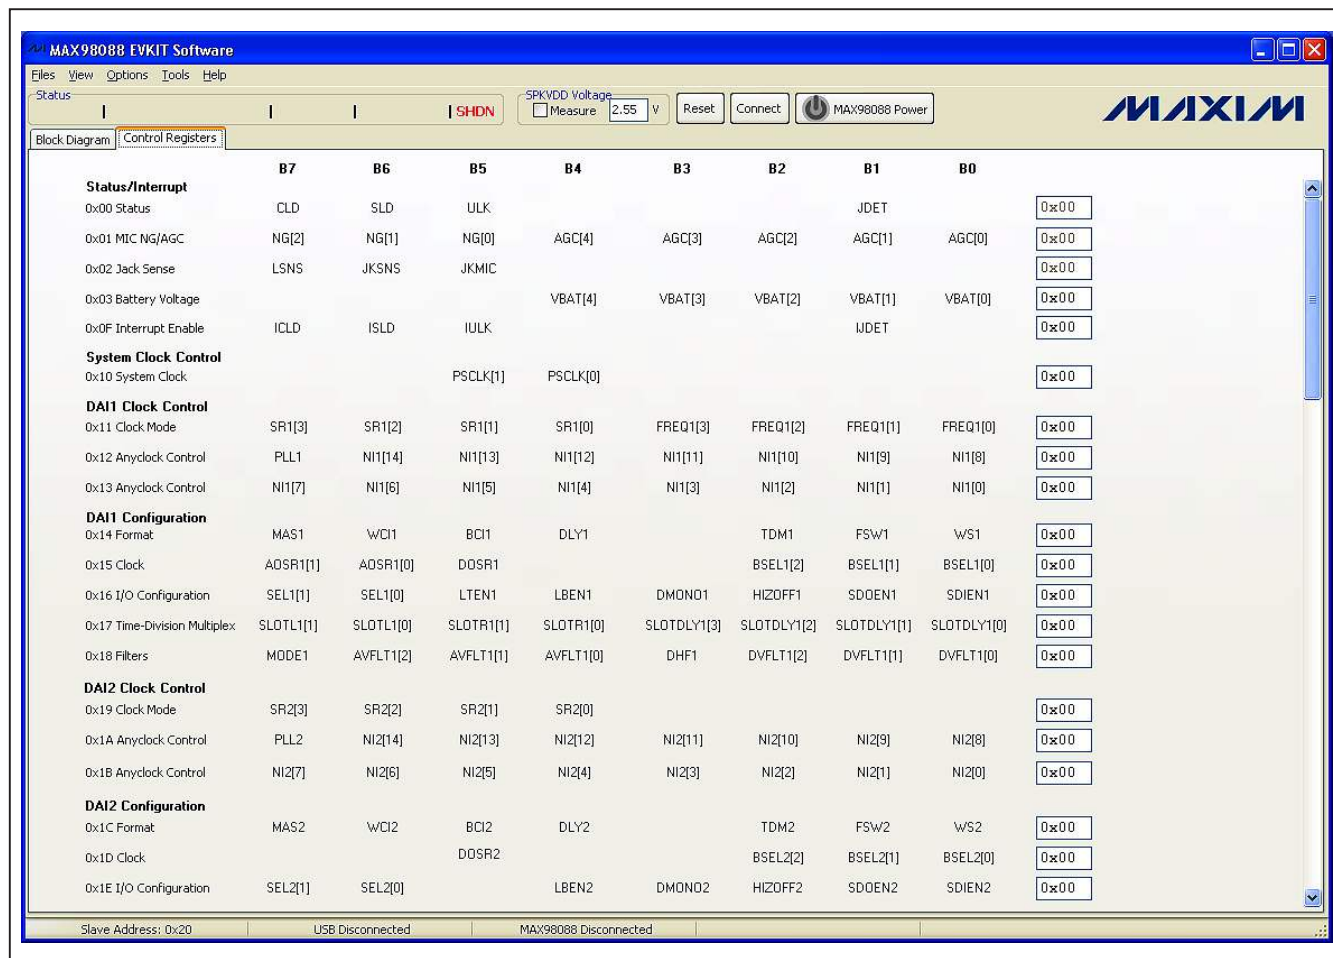 MAX98088 EVKIT Software
Files View Options Tools Help
Status SHDN SPKVDD Voltage Measure 2.55 V Reset Connect MAX98088 Power MAXIM
Block Diagram Control Registers
B7 B6 B5 B4 B3 B2 B1 B0
Status/Interrupt
0x00 Status CLD SLD ULK JDET 0x00
0x01 MIC NG/AGC NG[2] NG[1] NG[0] AGC[4] AGC[3] AGC[2] AGC[1] AGC[0] 0x00
0x02 Jack Sense LSNS JKSNS JKMIC 0x00
0x03 Battery Voltage VBAT[4] VBAT[3] VBAT[2] VBAT[1] VBAT[0] 0x00
0x0F Interrupt Enable ICLD ISLD IULK IJDET 0x00
System Clock Control
0x10 System Clock PSCLK[1] PSCLK[0] 0x00
DAI1 Clock Control
0x11 Clock Mode SR1[3] SR1[2] SR1[1] SR1[0] FREQ1[3] FREQ1[2] FREQ1[1] FREQ1[0] 0x00
0x12 Anyclock Control PLL1 NI1[14] NI1[13] NI1[12] NI1[11] NI1[10] NI1[9] NI1[8] 0x00
0x13 Anyclock Control NI1[7] NI1[6] NI1[5] NI1[4] NI1[3] NI1[2] NI1[1] NI1[0] 0x00
DAI1 Configuration
0x14 Format MAS1 WCI1 BCI1 DLY1 TDM1 FSW1 WS1 0x00
0x15 Clock AOSR1[1] AOSR1[0] DOSR1 BSEL1[2] BSEL1[1] BSEL1[0] 0x00
0x16 I/O Configuration SEL1[1] SEL1[0] LTEN1 LBEN1 DMONO1 HIZOFF1 SDOEN1 SDIEN1 0x00
0x17 Time-Division Multiplex SLOTL1[1] SLOTL1[0] SLOTR1[1] SLOTR1[0] SLOTDLY1[3] SLOTDLY1[2] SLOTDLY1[1] SLOTDLY1[0] 0x00
0x18 Filters MODE1 AVFLT1[2] AVFLT1[1] AVFLT1[0] DHF1 DVFLT1[2] DVFLT1[1] DVFLT1[0] 0x00
DAI2 Clock Control
0x19 Clock Mode SR2[3] SR2[2] SR2[1] SR2[0] 0x00
0x1A Anyclock Control PLL2 NI2[14] NI2[13] NI2[12] NI2[11] NI2[10] NI2[9] NI2[8] 0x00
0x1B Anyclock Control NI2[7] NI2[6] NI2[5] NI2[4] NI2[3] NI2[2] NI2[1] NI2[0] 0x00
DAI2 Configuration
0x1C Format MAS2 WCI2 BCI2 DLY2 TDM2 FSW2 WS2 0x00
0x1D Clock DOSR2 BSEL2[2] BSEL2[1] BSEL2[0] 0x00
0x1E I/O Configuration SEL2[1] SEL2[0] LBEN2 DMONO2 HIZOFF2 SDOEN2 SDIEN2 0x00
Slave Address: 0x20 USB Disconnected MAX98088 Disconnected